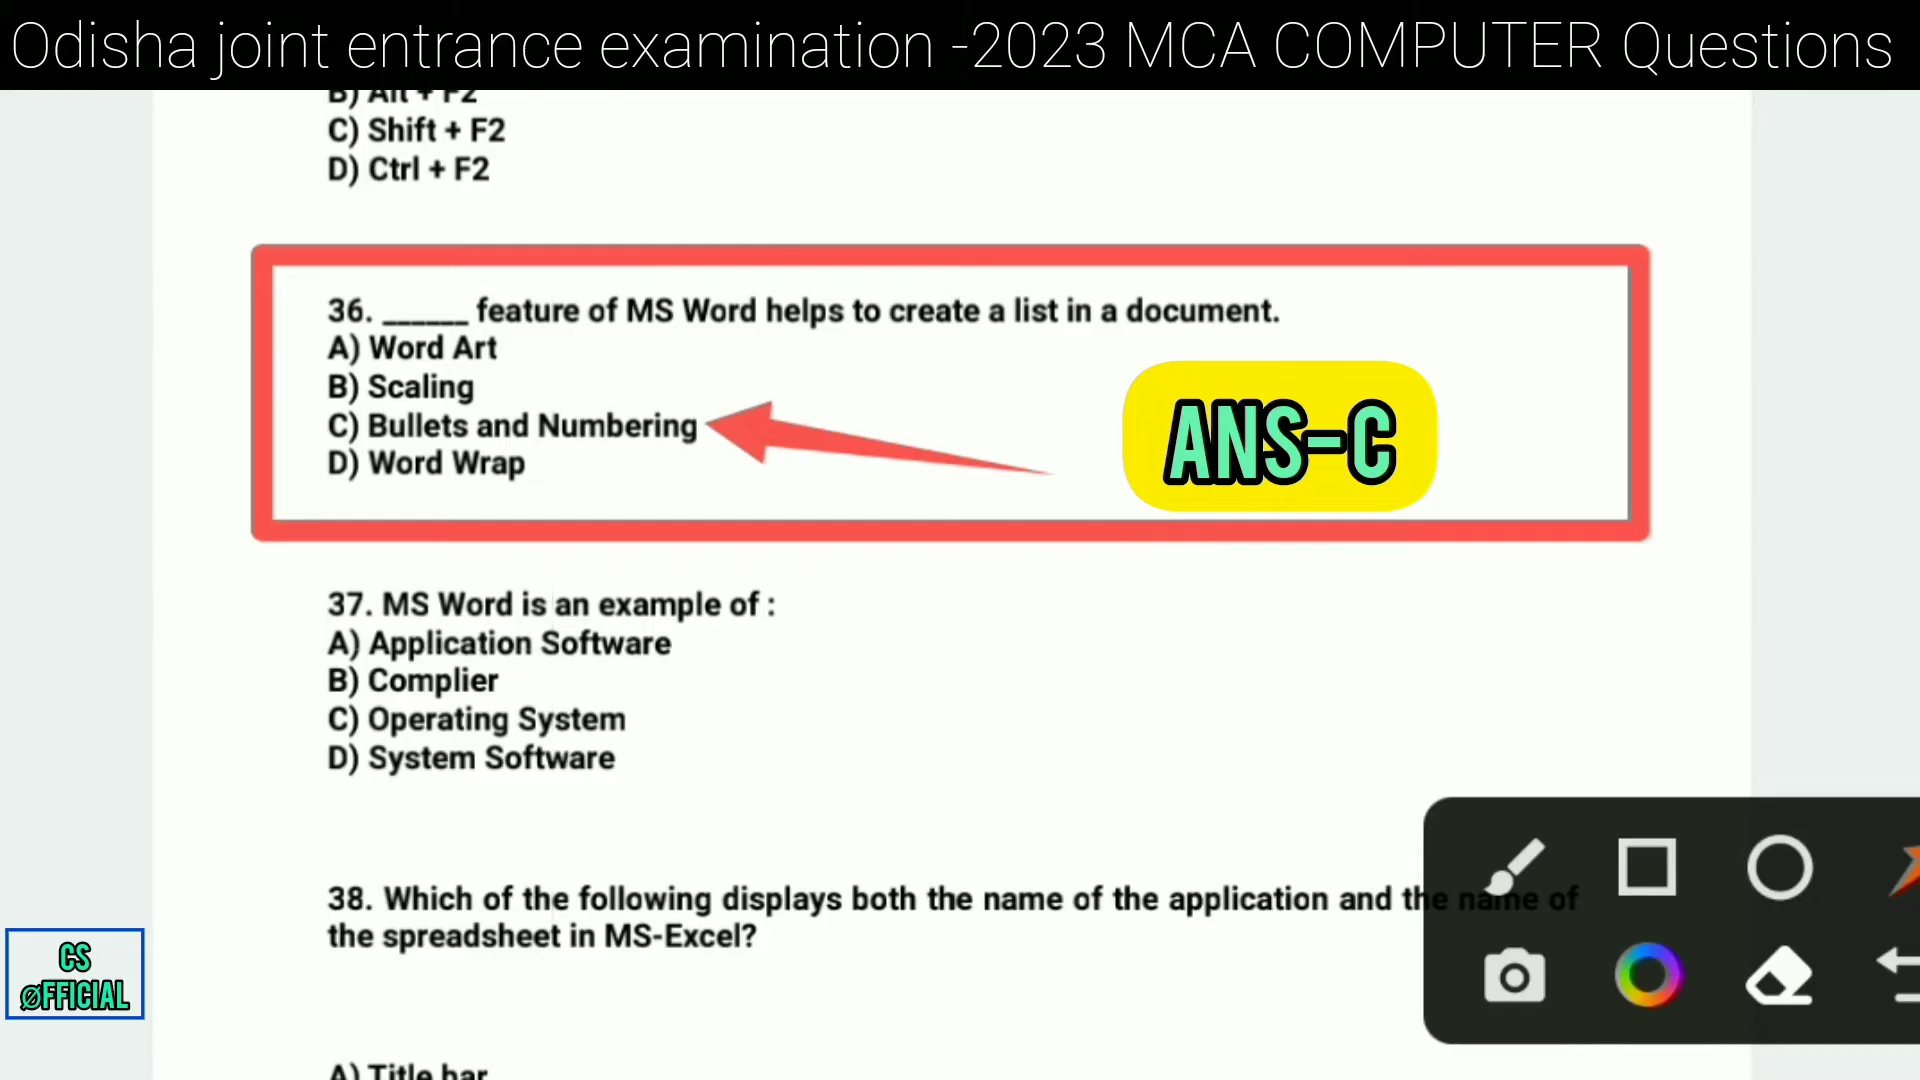 Odisha joint entrance examination -2023 MCA COMPUTER Questions
B) Alt + F2
C) Shift + F2
D) Ctrl + F2
36. ______ feature of MS Word helps to create a list in a document.
A) Word Art
B) Scaling
C) Bullets and Numbering
D) Word Wrap
ANS-C
37. MS Word is an example of :
A) Application Software
B) Complier
C) Operating System
D) System Software
38. Which of the following displays both the name of the application and the name of
the spreadsheet in MS-Excel?
A) Title bar
CS
ØFFICIAL